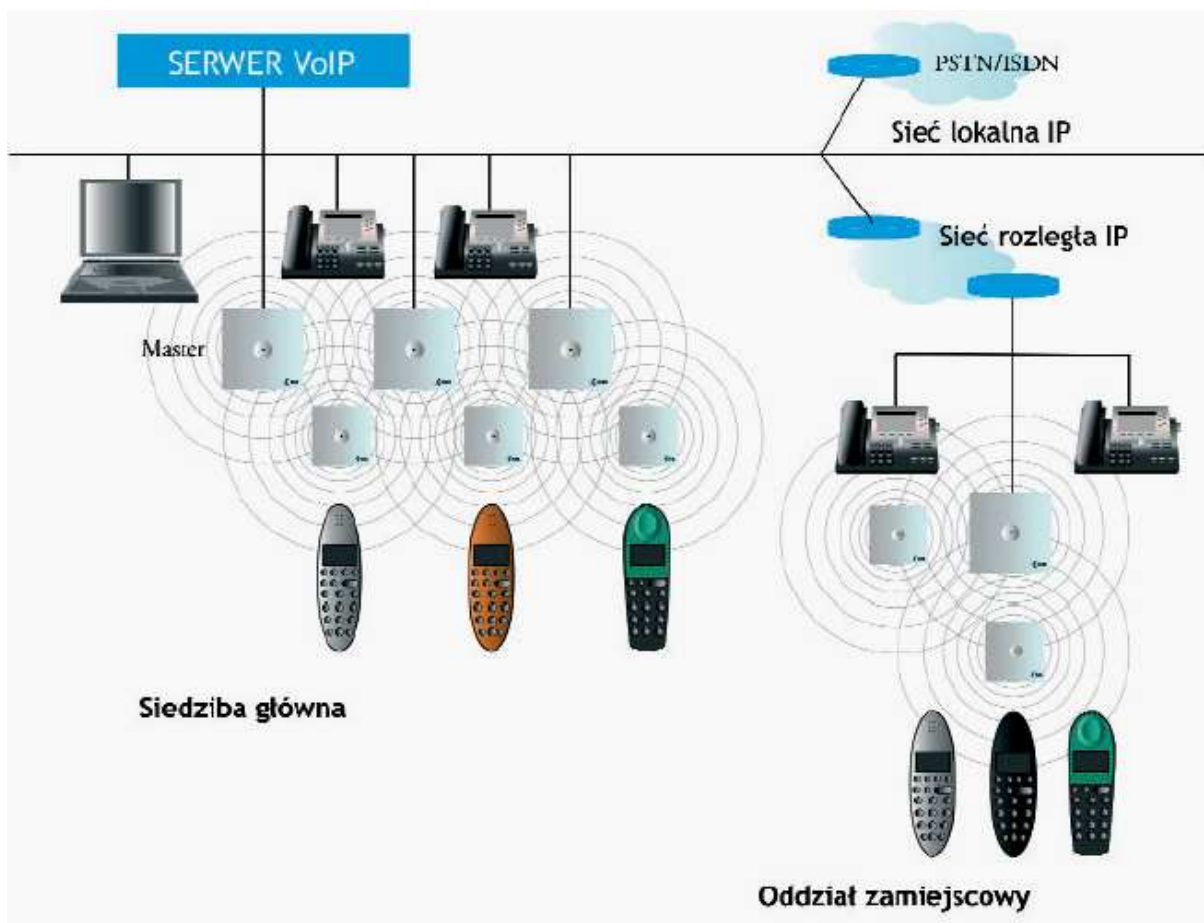 SERWER VoIP
PSTN/ISDN
Sieć lokalna IP
Sieć rozległa IP
Master
Siedziba główna
Oddział zamiejscowy